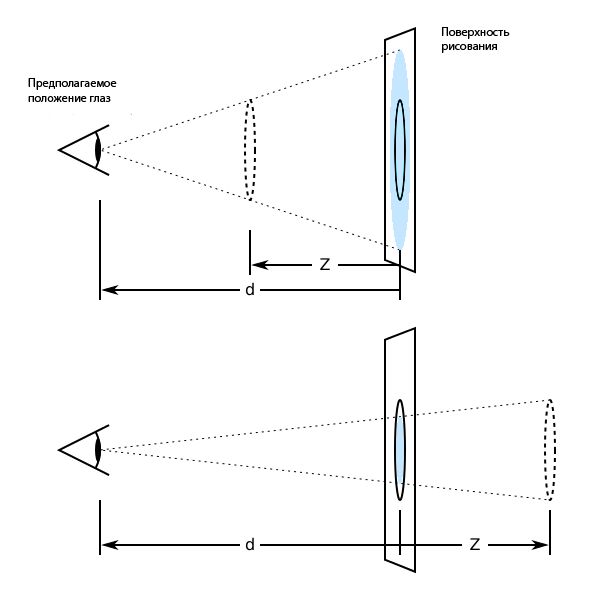 Поверхность
рисования
Предполагаемое
положение глаз
Z
d
d
Z